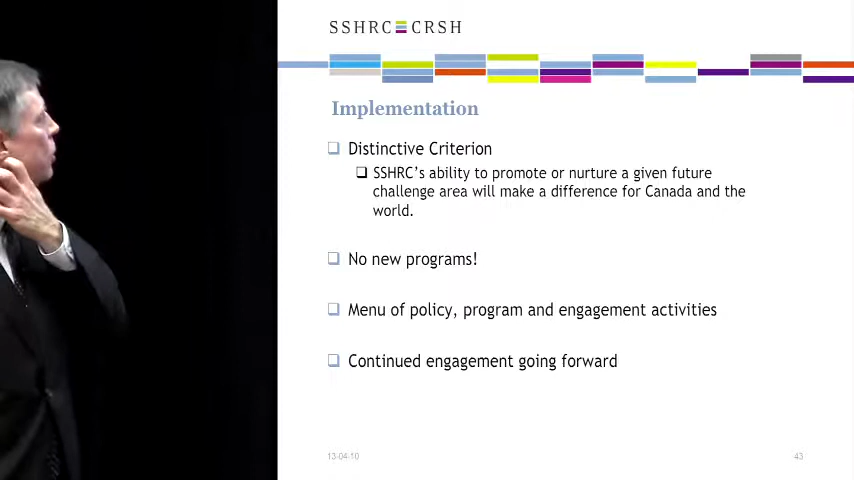 SSHRC CRSH
Implementation
Distinctive Criterion
SSHRC's ability to promote or nurture a given future
challenge area will make a difference for Canada and the
world.
No new programs!
Menu of policy, program and engagement activities
Continued engagement going forward
13-04-10
43